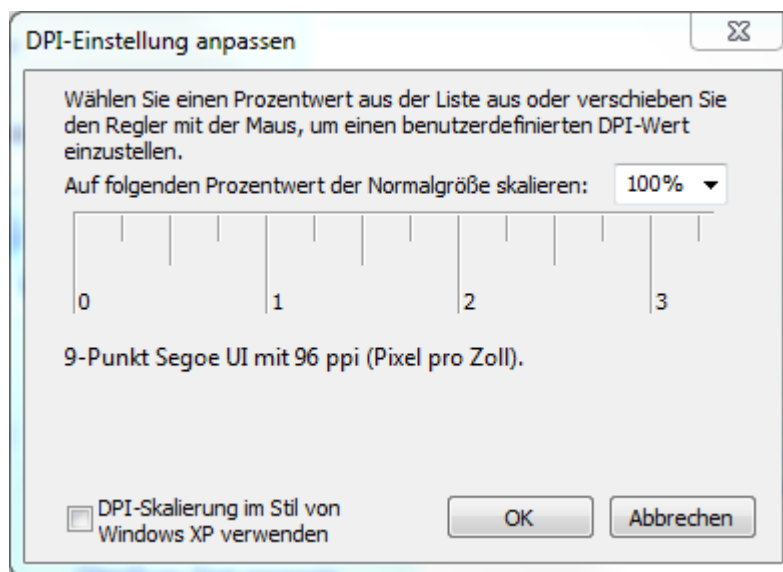 DPI-Einstellung anpassen
Wählen Sie einen Prozentwert aus der Liste aus oder verschieben Sie
den Regler mit der Maus, um einen benutzerdefinierten DPI-Wert
einzustellen.
Auf folgenden Prozentwert der Normalgröße skalieren: 100%
0 1 2 3
9-Punkt Segoe UI mit 96 ppi (Pixel pro Zoll).
DPI-Skalierung im Stil von
Windows XP verwenden
OK Abbrechen